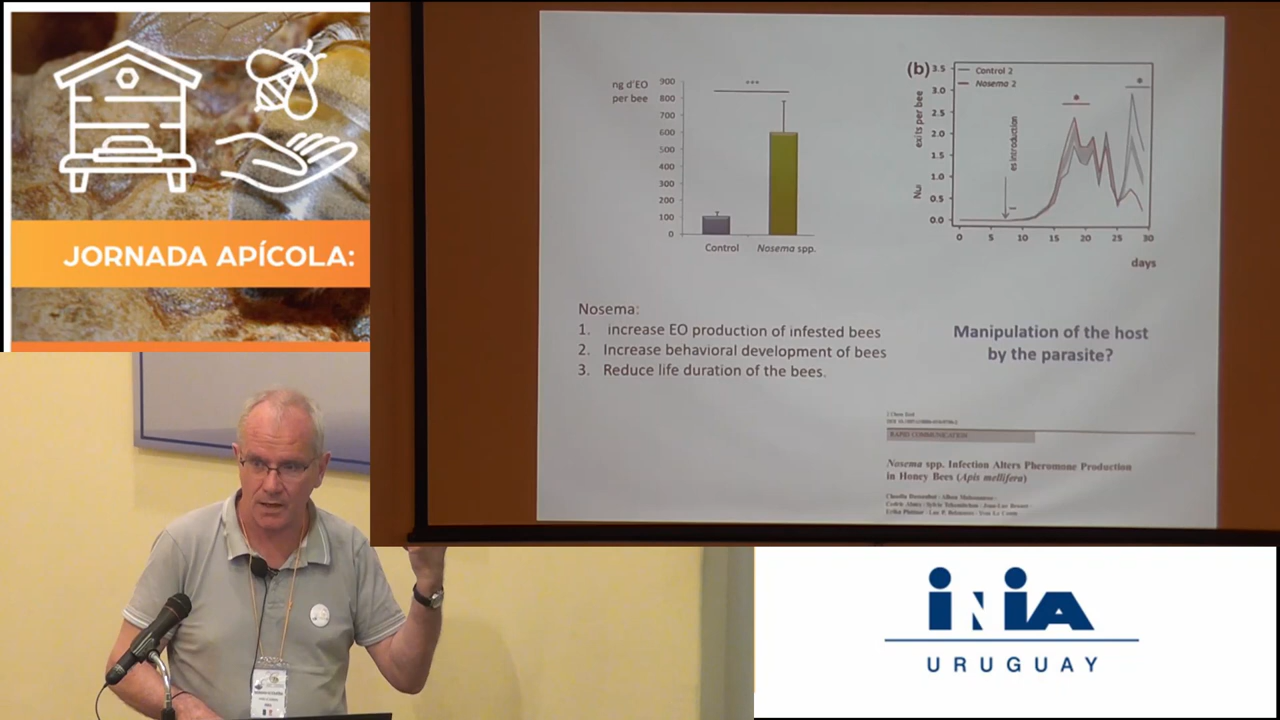 JORNADA APÍCOLA:
ng d'EO
per bee
900
800
700
600
500
400
300
200
100
0
***
Control
Nosema spp.
(b)
3.5
3.0
2.5
2.0
1.5
1.0
0.5
0.0
Control 2
Nosema 2
exits per bee
es introduction
*
*
0
5
10
15
20
25
30
days
Nosema:
1. increase EO production of infested bees
2. Increase behavioral development of bees
3. Reduce life duration of the bees.
Manipulation of the host
by the parasite?
RAPID COMMUNICATION
Nosema spp. Infection Alters Pheromone Production
in Honey Bees (Apis mellifera)
INIA
URUGUAY